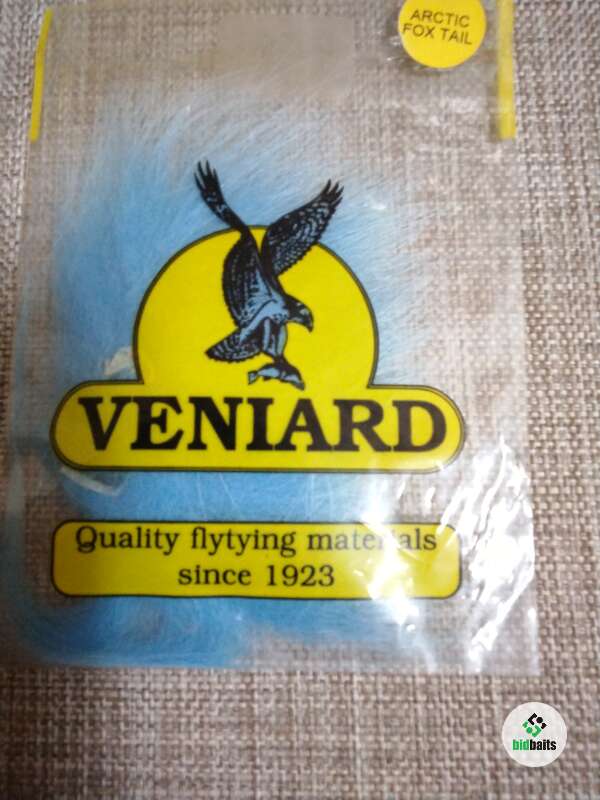 ARCTIC
FOX TAIL
VENIARD
Quality flytying materials
since 1923
bidbaits